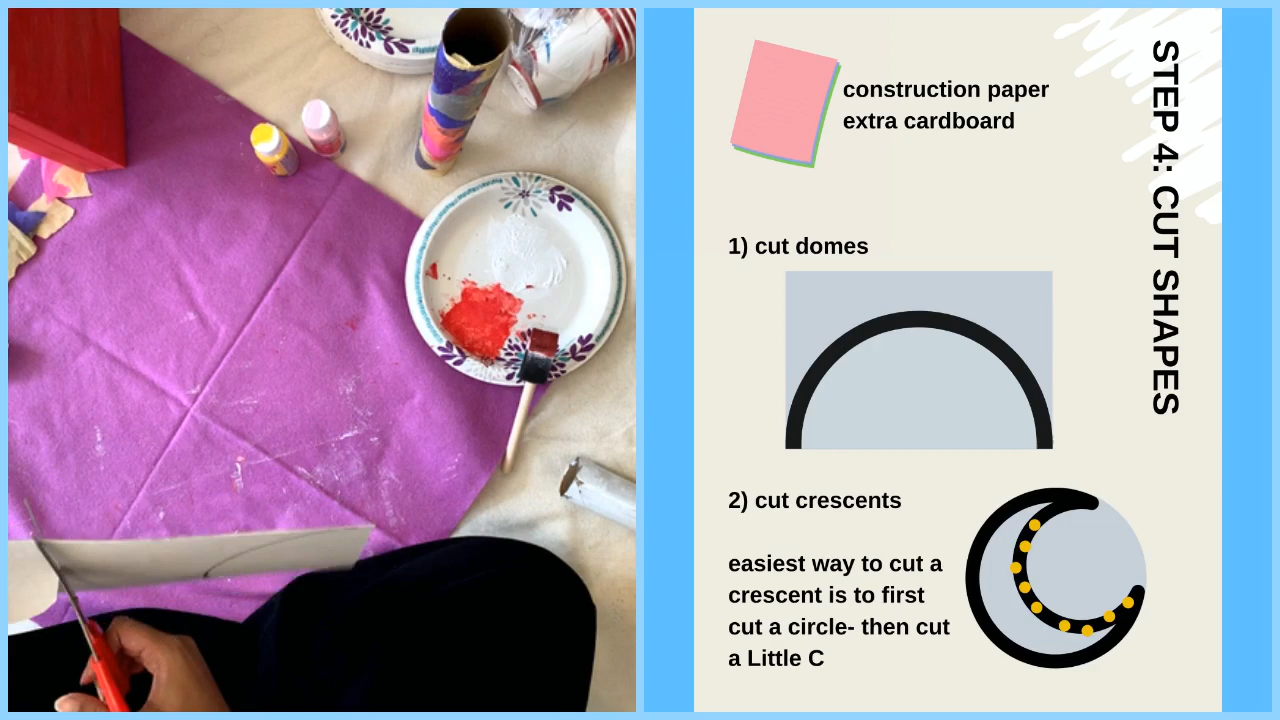 STEP 4: CUT SHAPES
construction paper
extra cardboard
1) cut domes
2) cut crescents
easiest way to cut a
crescent is to first
cut a circle- then cut
a Little C